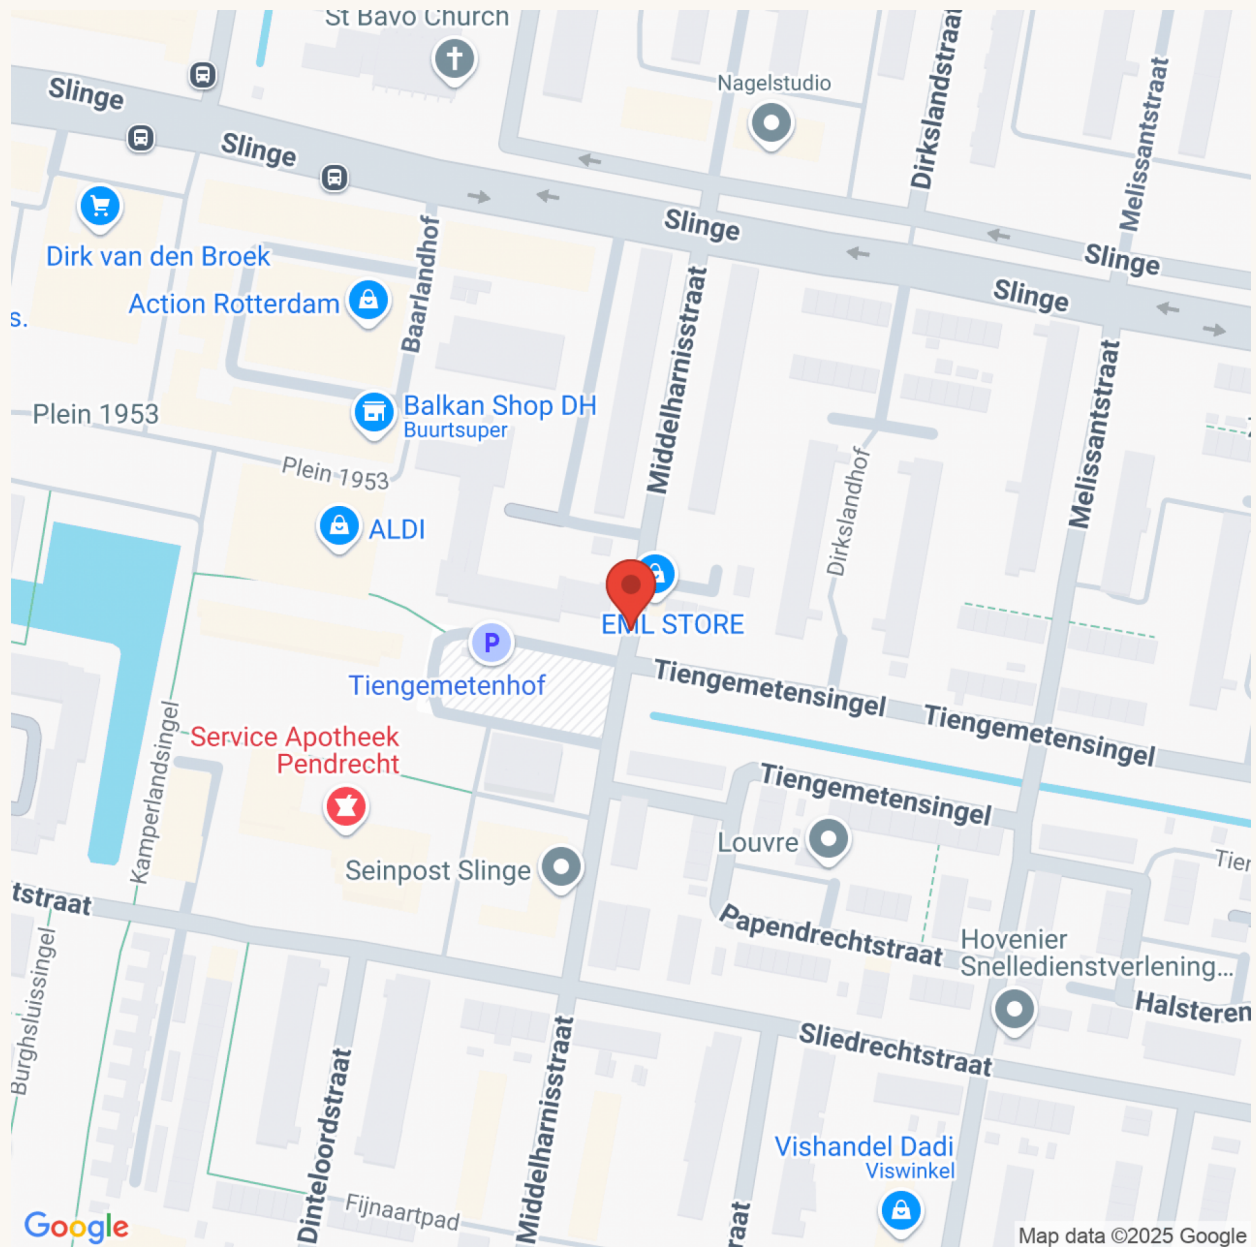 St Bavo Church
Dirkslandstraat
Melissantstraat
Nagelstudio
Slinge
Slinge
Slinge
Slinge
Slinge
Dirk van den Broek
Action Rotterdam
Baarlandhof
s.
Middelharnisstraat
Melissantstraat
Balkan Shop DH
Buurtsuper
Plein 1953
Plein 1953
Dirkslandhof
ALDI
EML STORE
P
Tiengemetenhof
Tiengemetensingel
Tiengemetensingel
Tiengemetensingel
Service Apotheek
Pendrecht
Kamperlandsingel
Louvre
Tier
Seinpost Slinge
tstraat
Papendrechtstraat
Hovenier
Snelledienstverlening...
Burghsluissingel
Halsteren
Sliedrechtstraat
Dinteloordstraat
Middelharnisstraat
Vishandel Dadi
Viswinkel
Fijnaartpad
raat
Google
Map data ©2025 Google